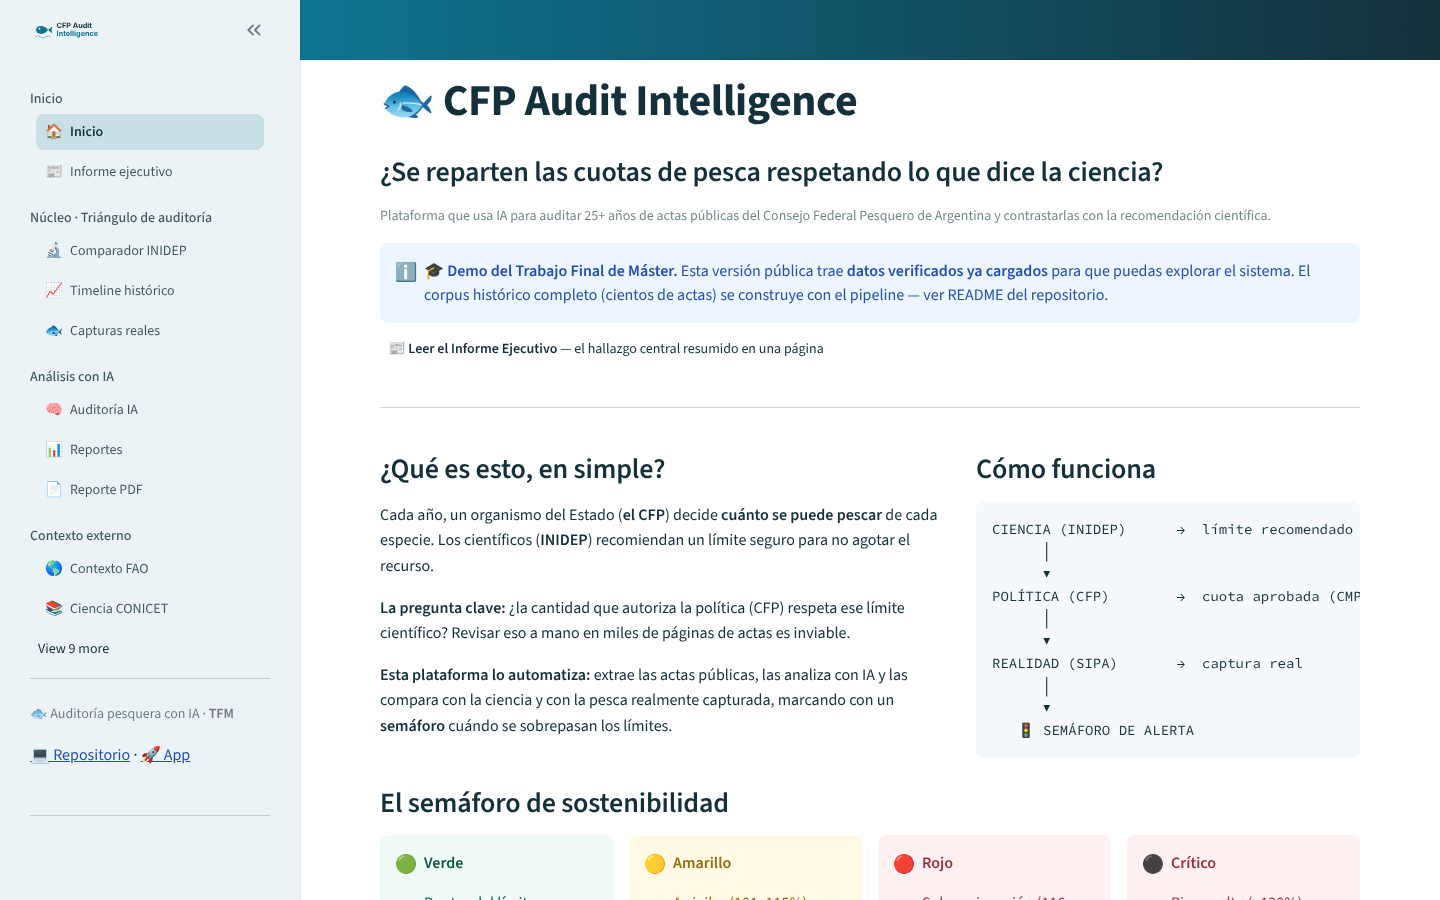 CFP Audit
Intelligence
Inicio
Inicio
Informe ejecutivo
Núcleo · Triángulo de auditoría
Comparador INIDEP
Timeline histórico
Capturas reales
Análisis con IA
Auditoría IA
Reportes
Reporte PDF
Contexto externo
Contexto FAO
Ciencia CONICET
View 9 more
Auditoría pesquera con IA · TFM
Repositorio · App
CFP Audit Intelligence
¿Se reparten las cuotas de pesca respetando lo que dice la ciencia?
Plataforma que usa IA para auditar 25+ años de actas públicas del Consejo Federal Pesquero de Argentina y contrastarlas con la recomendación científica.
Demo del Trabajo Final de Máster. Esta versión pública trae datos verificados ya cargados para que puedas explorar el sistema. El
corpus histórico completo (cientos de actas) se construye con el pipeline — ver README del repositorio.
Leer el Informe Ejecutivo — el hallazgo central resumido en una página
¿Qué es esto, en simple?
Cada año, un organismo del Estado (el CFP) decide cuánto se puede pescar de cada
especie. Los científicos (INIDEP) recomiendan un límite seguro para no agotar el
recurso.
La pregunta clave: ¿la cantidad que autoriza la política (CFP) respeta ese límite
científico? Revisar eso a mano en miles de páginas de actas es inviable.
Esta plataforma lo automatiza: extrae las actas públicas, las analiza con IA y las
compara con la ciencia y con la pesca realmente capturada, marcando con un
semáforo cuándo se sobrepasan los límites.
Cómo funciona
CIENCIA (INIDEP) → límite recomendado
POLÍTICA (CFP) → cuota aprobada (CMP
REALIDAD (SIPA) → captura real
SEMÁFORO DE ALERTA
El semáforo de sostenibilidad
Verde
Amarillo
Rojo
Crítico